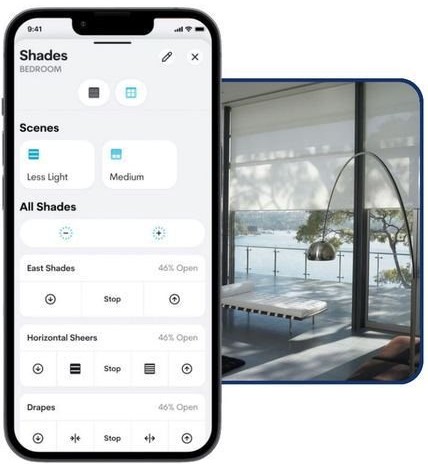 9:41
Shades
BEDROOM
Scenes
Less Light
Medium
All Shades
East Shades 46% Open
Stop
Horizontal Sheers 46% Open
Stop
Drapes 46% Open
Stop